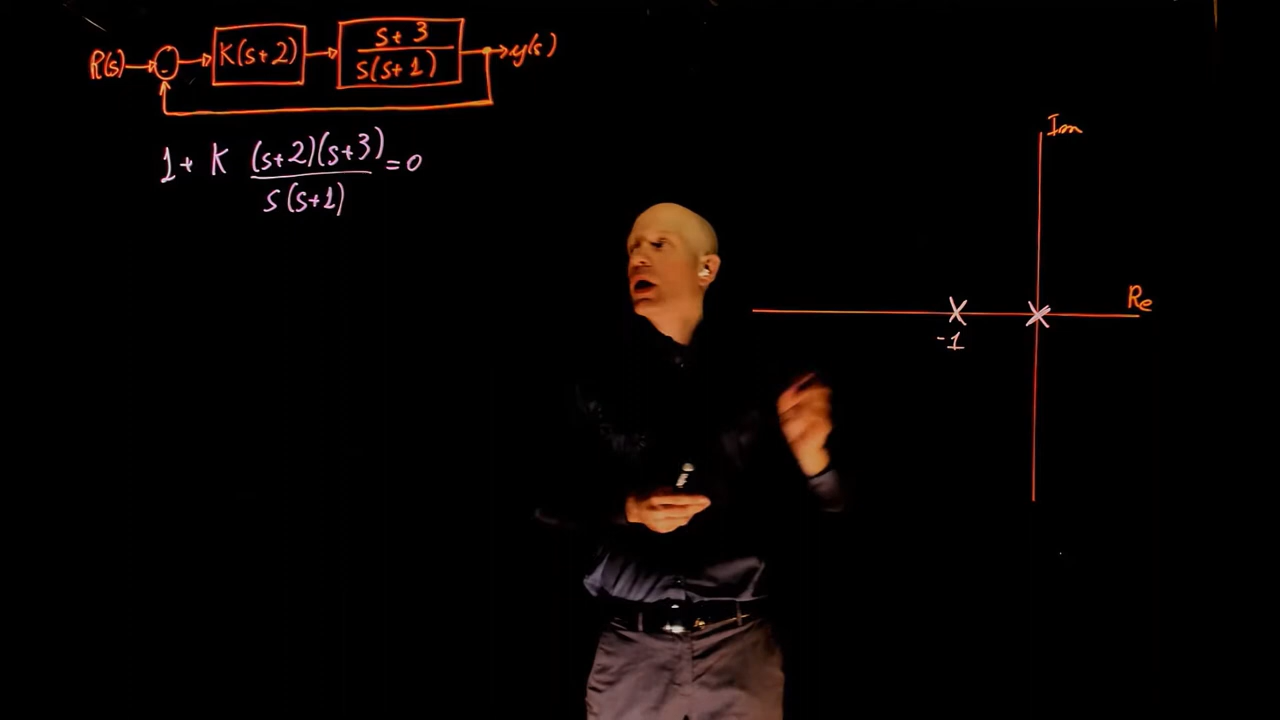 R(s) - K(s+2) s+3 / s(s+1) y(s)
1 + K (s+2)(s+3) / s(s+1) = 0
Im
Re
-1